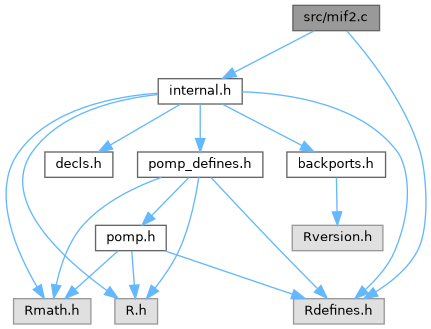 src/mif2.c
internal.h
decls.h
pomp_defines.h
backports.h
pomp.h
Rversion.h
Rmath.h
R.h
Rdefines.h